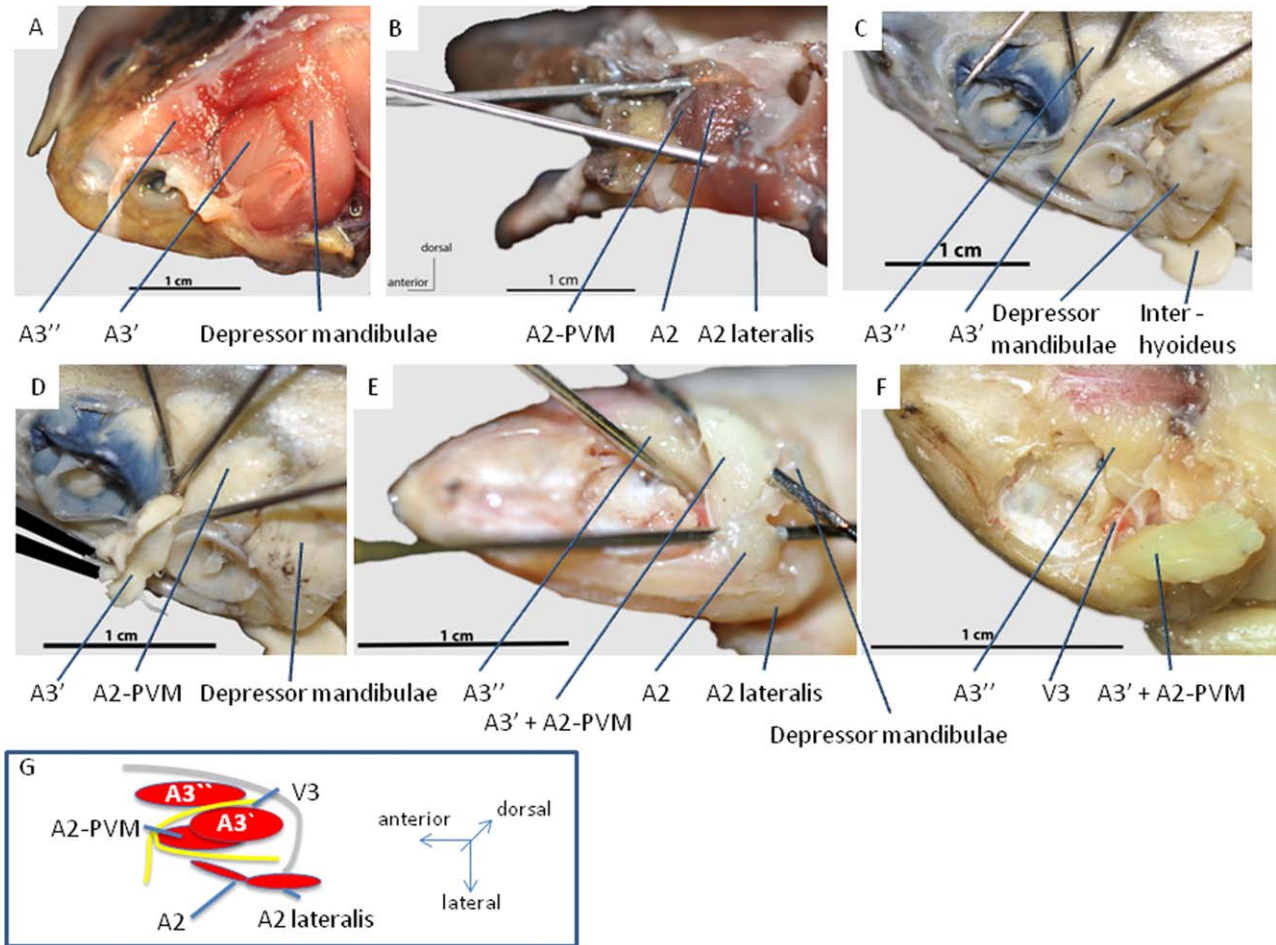 A
1 cm
A3'' A3' Depressor mandibulae
B
dorsal
anterior
1 cm
A2-PVM A2 A2 lateralis
C
1 cm
A3'' A3' Depressor Inter -
mandibulae hyoideus
D
1 cm
A3' A2-PVM Depressor mandibulae
E
1 cm
A3'' A2 A2 lateralis
A3' + A2-PVM
Depressor mandibulae
F
1 cm
A3'' V3 A3' + A2-PVM
G
A3``
V3
A2-PVM
A3`
A2
A2 lateralis
anterior
dorsal
lateral